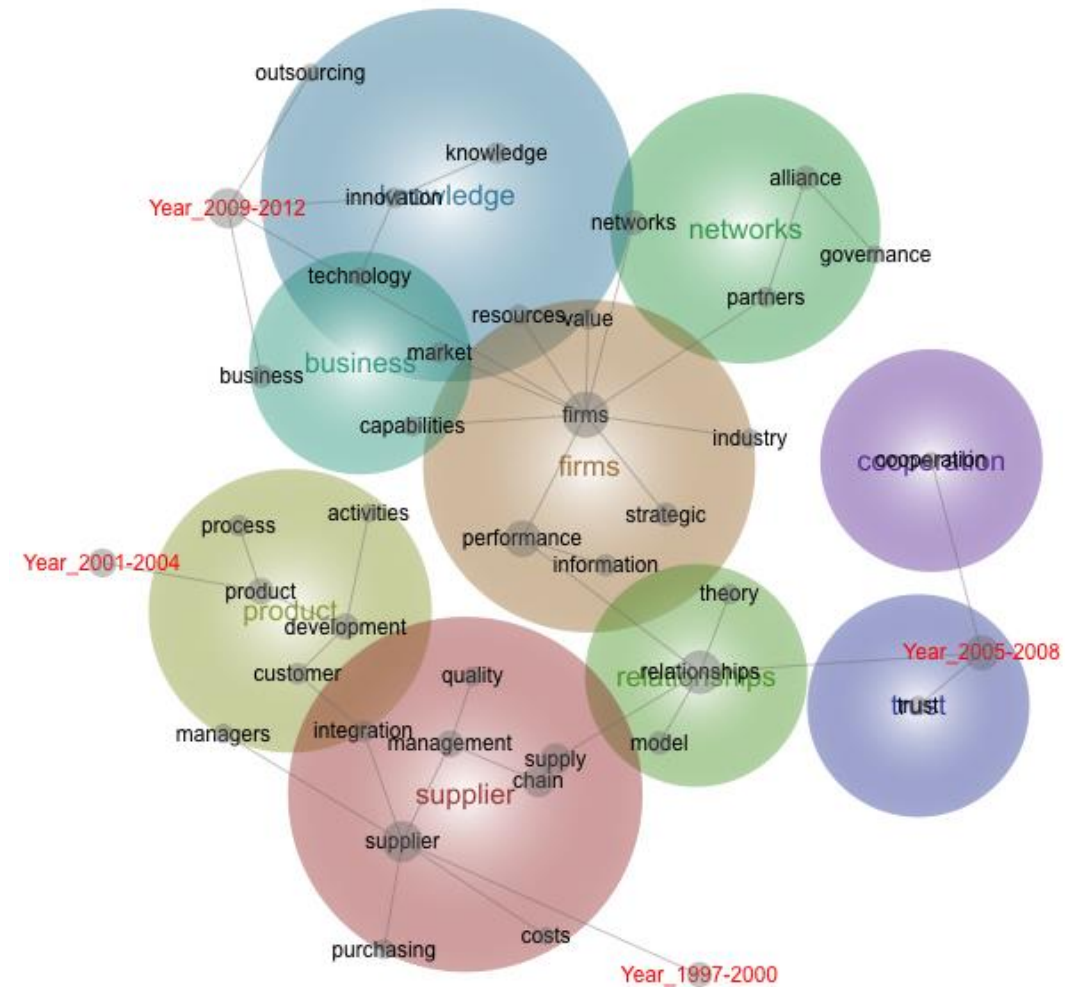 outsourcing
knowledge
alliance
innovation
knowledge
Year_2009-2012
networks
networks
governance
technology
partners
resources
value
market
business
business
firms
capabilities
industry
cooperation
cooperation
firms
activities
process
strategic
performance
Year_2001-2004
information
product
theory
product
development
Year_2005-2008
customer
quality
relationships
relationships
trust
trust
managers
integration
management
model
supply
chain
supplier
supplier
costs
purchasing
Year_1997-2000